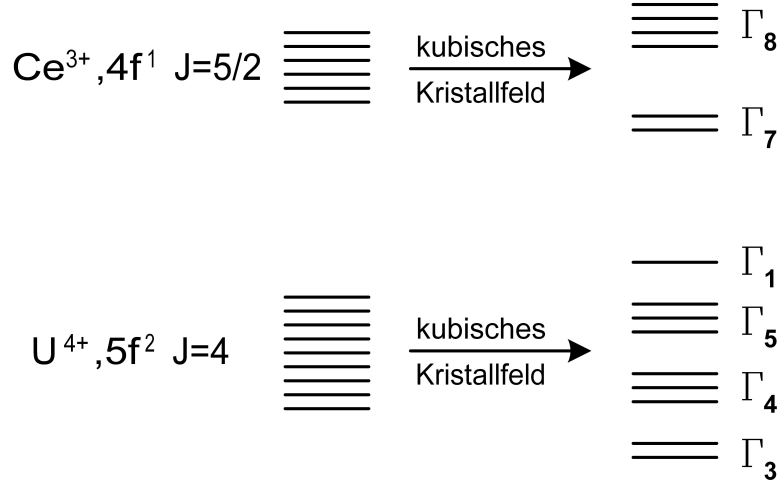 Ce³⁺,4f¹ J=5/2
kubisches
Kristallfeld
Γ₈
Γ₇
U⁴⁺,5f² J=4
kubisches
Kristallfeld
Γ₁
Γ₅
Γ₄
Γ₃